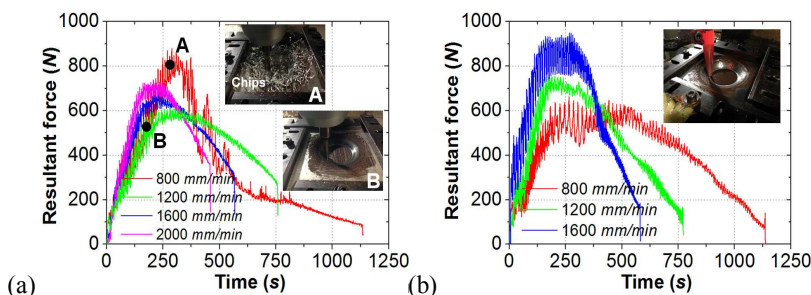 (a)
Resultant force (N)
1000
800
600
400
200
0
A
B
Chips
A
B
800 mm/min
1200 mm/min
1600 mm/min
2000 mm/min
0 250 500 750 1000 1250
Time (s)
(b)
Resultant force (N)
1000
800
600
400
200
0
800 mm/min
1200 mm/min
1600 mm/min
0 250 500 750 1000 1250
Time (s)